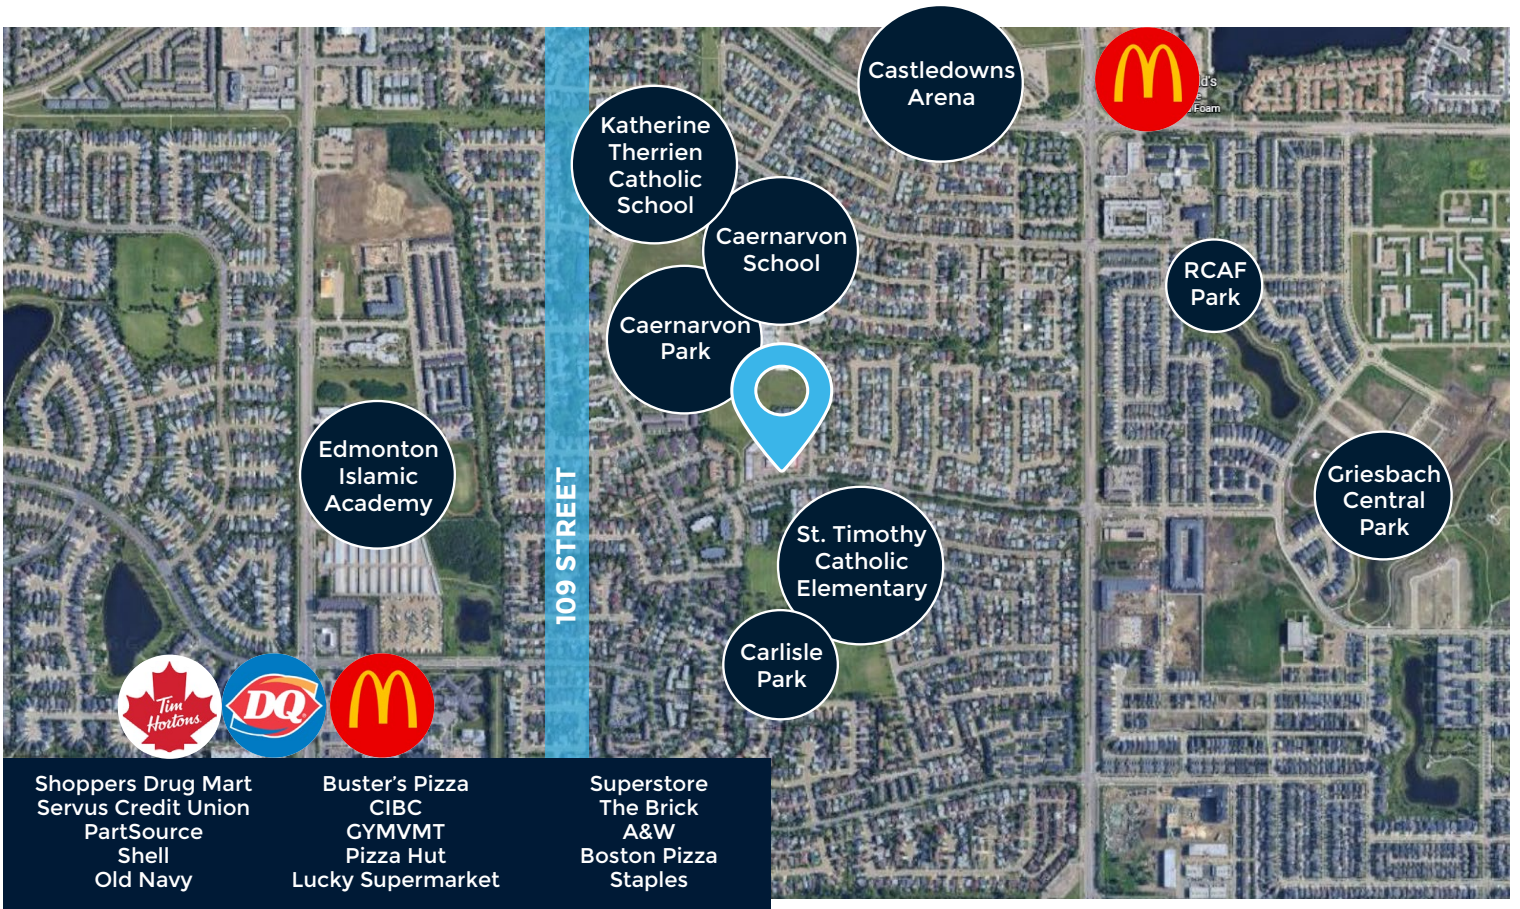 Castledowns
Arena
d's
Foam
Katherine
Therrien
Catholic
School
Caernarvon
School
RCAF
Park
Caernarvon
Park
Edmonton
Islamic
Academy
109 STREET
Griesbach
Central
Park
St. Timothy
Catholic
Elementary
Carlisle
Park
Tim
Hortons
DQ
Shoppers Drug Mart
Servus Credit Union
PartSource
Shell
Old Navy
Buster’s Pizza
CIBC
GYMVMT
Pizza Hut
Lucky Supermarket
Superstore
The Brick
A&W
Boston Pizza
Staples